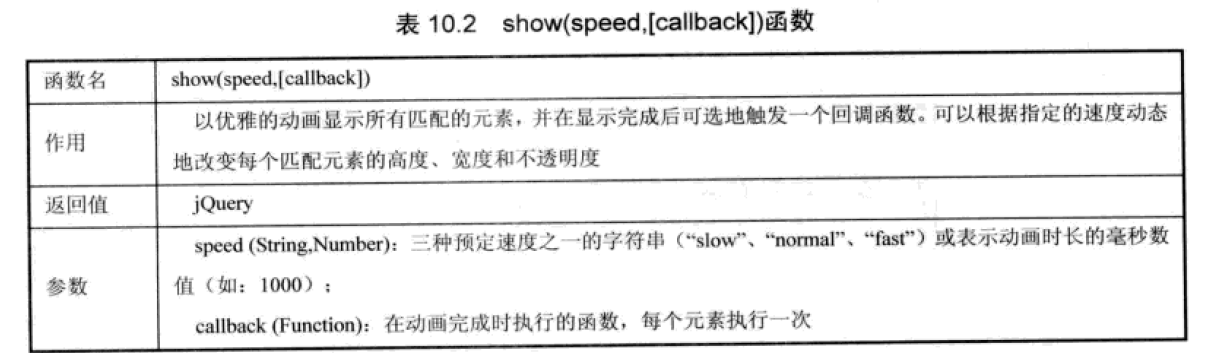 表 10.2 show(speed,[callback])函数
函数名 show(speed,[callback])
作用 以优雅的动画显示所有匹配的元素，并在显示完成后可选地触发一个回调函数。可以根据指定的速度动态
地改变每个匹配元素的高度、宽度和不透明度
返回值 jQuery
参数 speed (String,Number)：三种预定速度之一的字符串（“slow”、“normal”、“fast”）或表示动画时长的毫秒数
值（如：1000）；
callback (Function)：在动画完成时执行的函数，每个元素执行一次